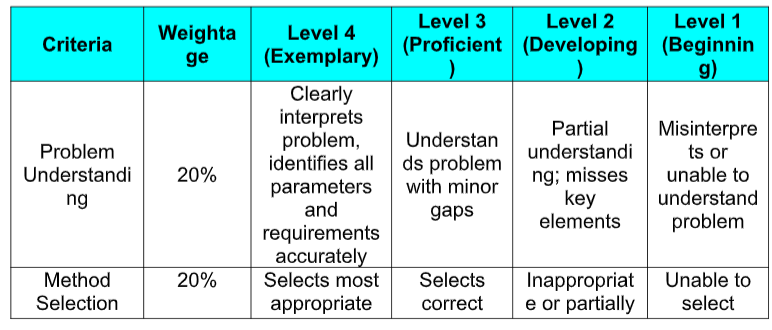 Criteria
Weighta
ge
Level 4
(Exemplary)
Level 3
(Proficient
)
Level 2
(Developing
)
Level 1
(Beginnin
g)
Problem
Understandi
ng
20%
Clearly
interprets
problem,
identifies all
parameters
and
requirements
accurately
Understan
ds problem
with minor
gaps
Partial
understandi
ng; misses
key
elements
Misinterpre
ts or
unable to
understand
problem
Method
Selection
20%
Selects most
appropriate
Selects
correct
Inappropriat
e or partially
Unable to
select